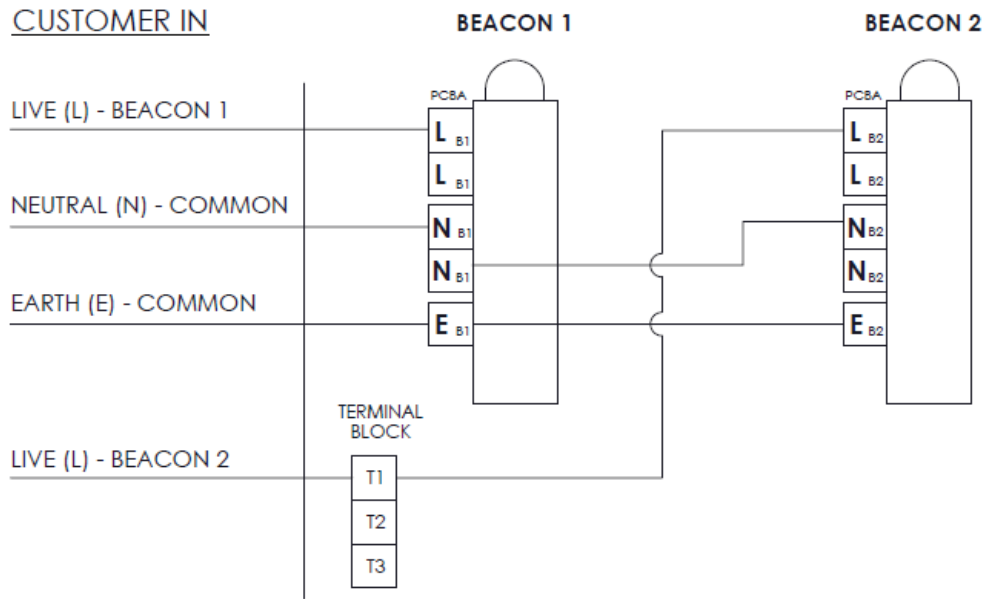 CUSTOMER IN
BEACON 1
BEACON 2
LIVE (L) - BEACON 1
PCBA
L B1
L B1
NEUTRAL (N) - COMMON
N B1
N B1
EARTH (E) - COMMON
E B1
PCBA
L B2
L B2
N B2
N B2
E B2
TERMINAL
BLOCK
LIVE (L) - BEACON 2
T1
T2
T3